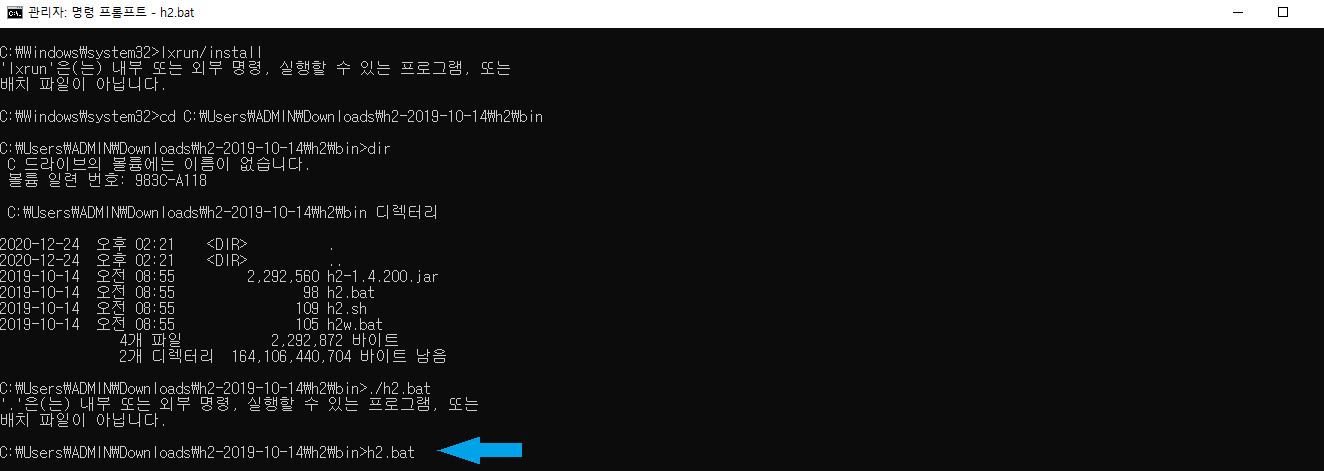 관리자: 명령 프롬프트 - h2.bat
C:₩Windows₩system32>lxrun/install
'lxrun'은(는) 내부 또는 외부 명령, 실행할 수 있는 프로그램, 또는
배치 파일이 아닙니다.
C:₩Windows₩system32>cd C:₩Users₩ADMIN₩Downloads₩h2-2019-10-14₩h2₩bin
C:₩Users₩ADMIN₩Downloads₩h2-2019-10-14₩h2₩bin>dir
C 드라이브의 볼륨에는 이름이 없습니다.
볼륨 일련 번호: 983C-A118
C:₩Users₩ADMIN₩Downloads₩h2-2019-10-14₩h2₩bin 디렉터리
2020-12-24  오후 02:21    <DIR>          .
2020-12-24  오후 02:21    <DIR>          ..
2019-10-14  오전 08:55         2,292,560 h2-1.4.200.jar
2019-10-14  오전 08:55                98 h2.bat
2019-10-14  오전 08:55               109 h2.sh
2019-10-14  오전 08:55               105 h2w.bat
4개 파일           2,292,872 바이트
2개 디렉터리  164,106,440,704 바이트 남음
C:₩Users₩ADMIN₩Downloads₩h2-2019-10-14₩h2₩bin>./h2.bat
'.'은(는) 내부 또는 외부 명령, 실행할 수 있는 프로그램, 또는
배치 파일이 아닙니다.
C:₩Users₩ADMIN₩Downloads₩h2-2019-10-14₩h2₩bin>h2.bat